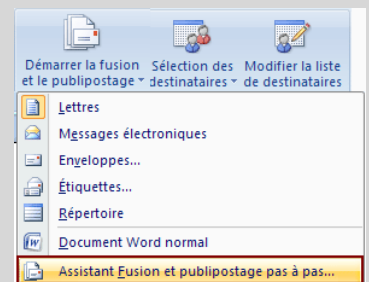 Démarrer la fusion Sélection des Modifier la liste
et le publipostage destinataires de destinataires
Lettres
Messages électroniques
Enveloppes...
Étiquettes...
Répertoire
Document Word normal
Assistant Fusion et publipostage pas à pas...